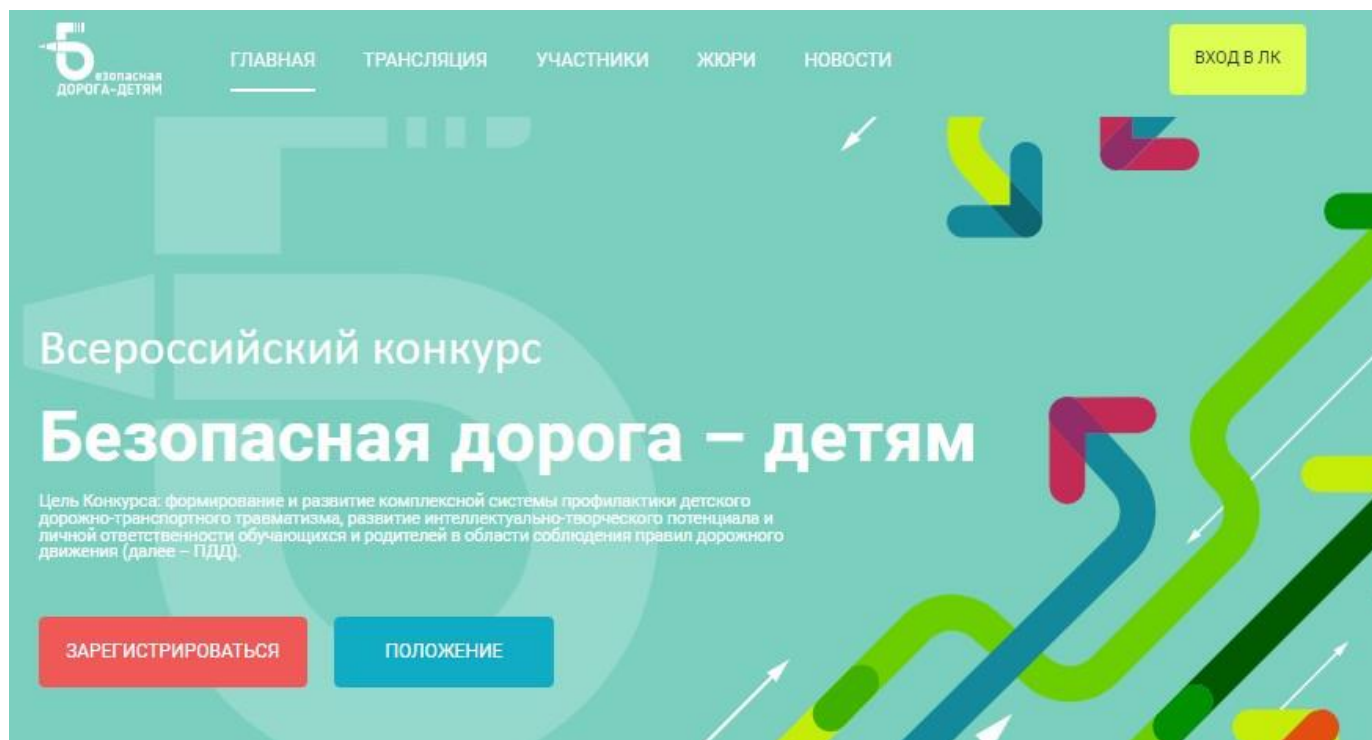 Б
езопасная
ДОРОГА-ДЕТЯМ
ГЛАВНАЯ
ТРАНСЛЯЦИЯ
УЧАСТНИКИ
ЖЮРИ
НОВОСТИ
ВХОД В ЛК
Всероссийский конкурс
Безопасная дорога – детям
Цель Конкурса: формирование и развитие комплексной системы профилактики детского
дорожно-транспортного травматизма, развитие интеллектуально-творческого потенциала и
личной ответственности обучающихся и родителей в области соблюдения правил дорожного
движения (далее – ПДД).
ЗАРЕГИСТРИРОВАТЬСЯ
ПОЛОЖЕНИЕ